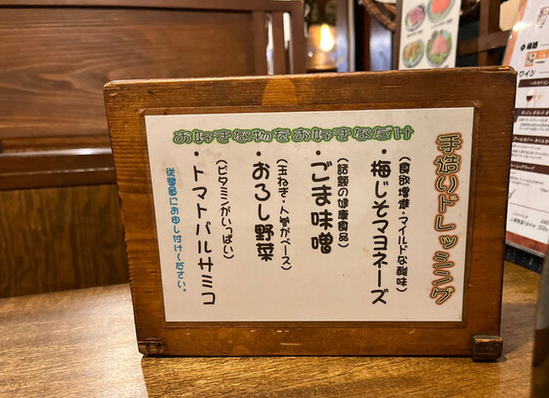 お好きな物をお好きなだけ
手造りドレッシング
(食欲増進・マイルドな酸味)
・梅じそマヨネーズ
(話題の健康食品)
・ごま味噌
(玉ねぎ・人参がベース)
・おろし野菜
(ビタミンがいっぱい)
・トマトバルサミコ
従業員にお申し付けください。
ワイン